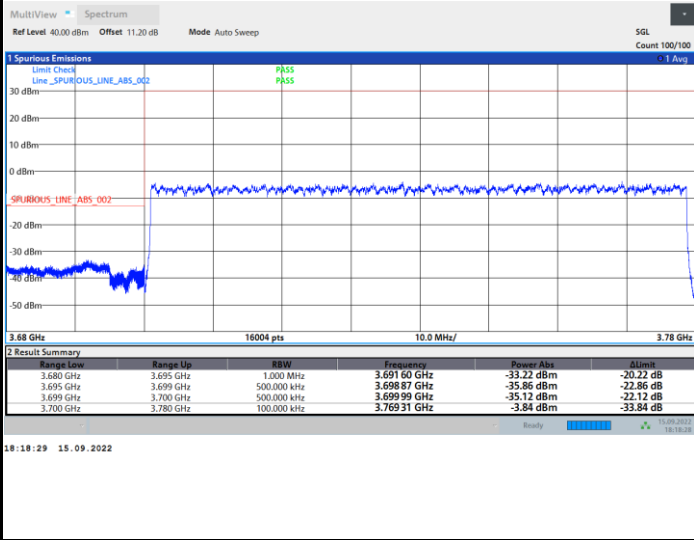 MultiView Spectrum
Ref Level 40.00 dBm Offset 11.20 dB Mode Auto Sweep SGL
Count 100/100
1 Spurious Emissions 1 Avg
Limit Check PASS
Line _SPURIOUS_LINE_ABS_002 PASS
30 dBm
20 dBm
10 dBm
0 dBm
_SPURIOUS_LINE_ABS_002
-20 dBm
-30 dBm
-40 dBm
-50 dBm
3.68 GHz 16004 pts 10.0 MHz/ 3.78 GHz
2 Result Summary
Range Low Range Up RBW Frequency Power Abs ΔLimit
3.680 GHz 3.695 GHz 1.000 MHz 3.691 60 GHz -33.22 dBm -20.22 dB
3.695 GHz 3.699 GHz 500.000 kHz 3.698 87 GHz -35.86 dBm -22.86 dB
3.699 GHz 3.700 GHz 500.000 kHz 3.699 99 GHz -35.12 dBm -22.12 dB
3.700 GHz 3.780 GHz 100.000 kHz 3.769 31 GHz -3.84 dBm -33.84 dB
Ready 15.09.2022
18:18:28
18:18:29 15.09.2022